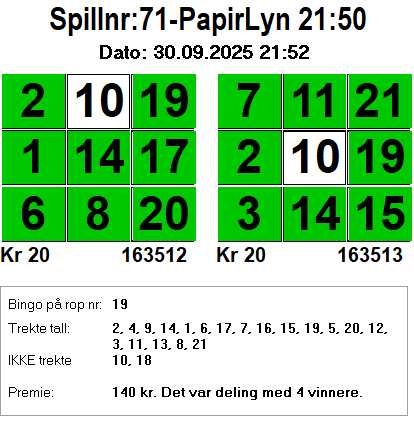 Spillnr:71-PapirLyn 21:50
Dato: 30.09.2025 21:52
2 10 19 7 11 21
1 14 17 2 10 19
6 8 20 3 14 15
Kr 20 163512 Kr 20 163513
Bingo på rop nr: 19
Trekte tall: 2, 4, 9, 14, 1, 6, 17, 7, 16, 15, 19, 5, 20, 12,
3, 11, 13, 8, 21
IKKE trekte 10, 18
Premie: 140 kr. Det var deling med 4 vinnere.